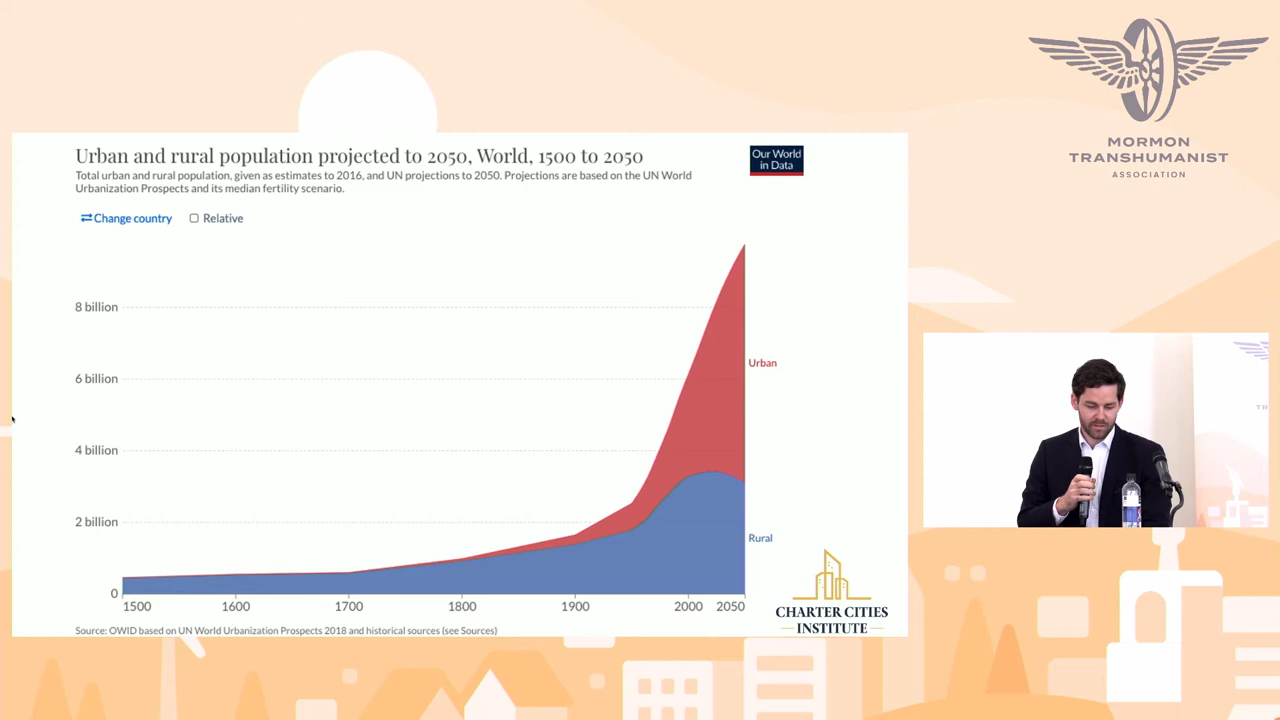 MORMON
TRANSHUMANIST
ASSOCIATION
Urban and rural population projected to 2050, World, 1500 to 2050
Total urban and rural population, given as estimates to 2016, and UN projections to 2050. Projections are based on the UN World
Urbanization Prospects and its median fertility scenario.
Our World
in Data
Change country
Relative
8 billion
6 billion
4 billion
2 billion
0
Urban
Rural
1500
1600
1700
1800
1900
2000
2050
CHARTER CITIES
INSTITUTE
Source: OWID based on UN World Urbanization Prospects 2018 and historical sources (see Sources)
TH